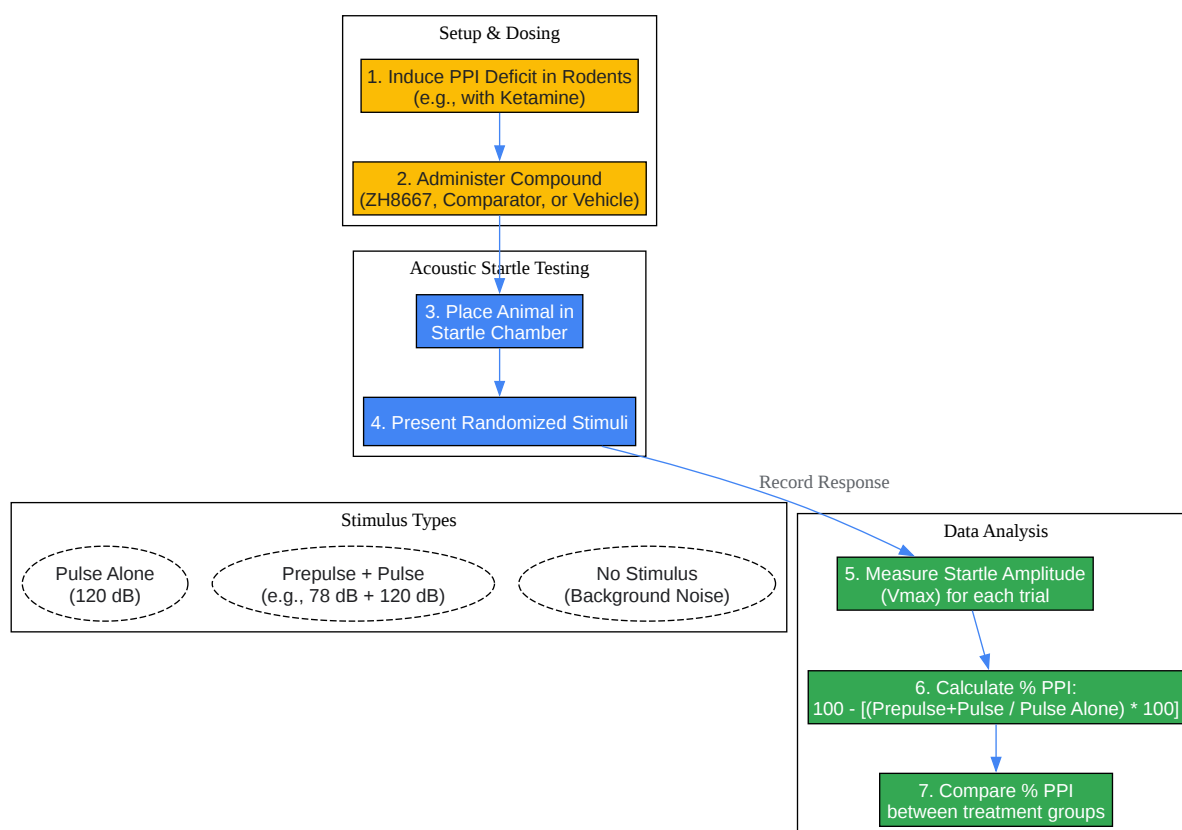 Setup & Dosing
1. Induce PPI Deficit in Rodents
(e.g., with Ketamine)
2. Administer Compound
(ZH8667, Comparator, or Vehicle)
Acoustic Startle Testing
3. Place Animal in
Startle Chamber
4. Present Randomized Stimuli
Record Response
Stimulus Types
Pulse Alone
(120 dB)
Prepulse + Pulse
(e.g., 78 dB + 120 dB)
No Stimulus
(Background Noise)
Data Analysis
5. Measure Startle Amplitude
(Vmax) for each trial
6. Calculate % PPI:
100 - [(Prepulse+Pulse / Pulse Alone) * 100]
7. Compare % PPI
between treatment groups